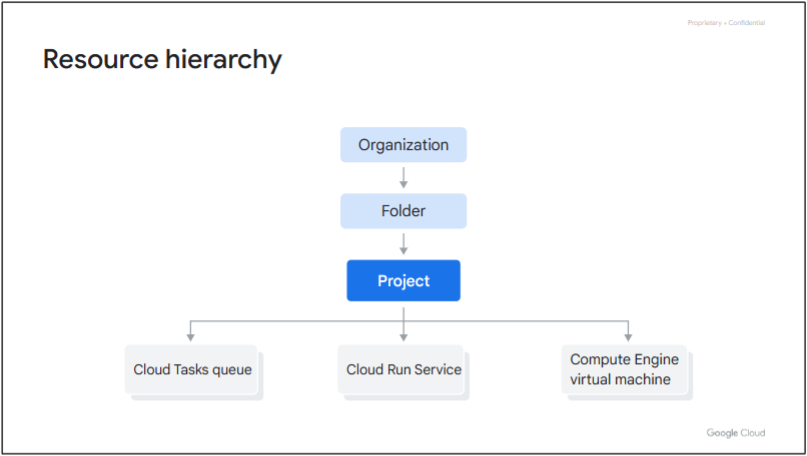 Proprietary + Confidential
Resource hierarchy
Organization
Folder
Project
Cloud Tasks queue
Cloud Run Service
Compute Engine
virtual machine
Google Cloud